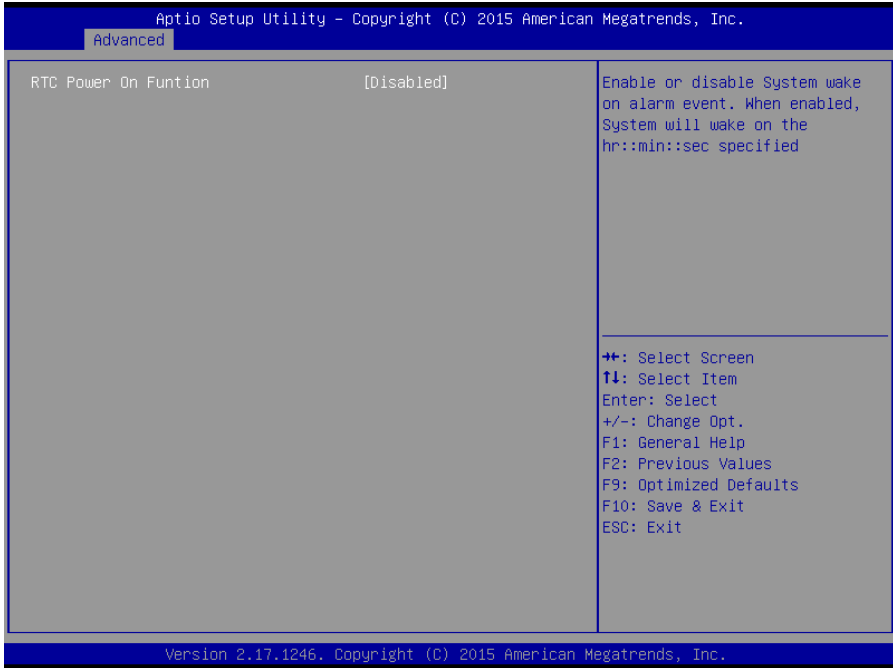 Aptio Setup Utility – Copyright (C) 2015 American Megatrends, Inc.
Advanced
RTC Power On Funtion [Disabled]
Enable or disable System wake
on alarm event. When enabled,
System will wake on the
hr::min::sec specified
→←: Select Screen
↑↓: Select Item
Enter: Select
+/-: Change Opt.
F1: General Help
F2: Previous Values
F9: Optimized Defaults
F10: Save & Exit
ESC: Exit
Version 2.17.1246. Copyright (C) 2015 American Megatrends, Inc.